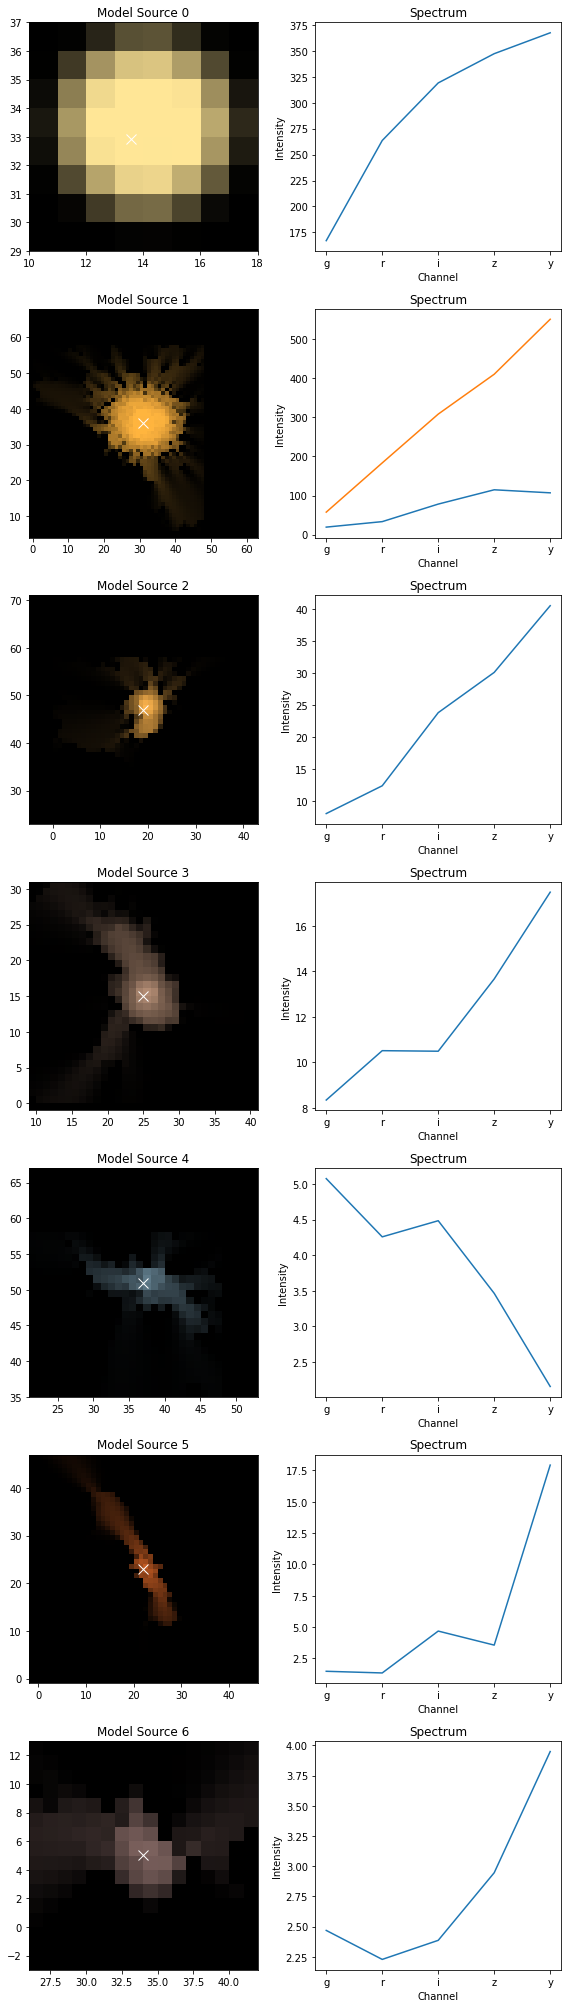 Model Source 0
Spectrum
37
36
35
34
33
32
31
30
29
10 12 14 16 18
Intensity
375
350
325
300
275
250
225
200
175
g r i z y
Channel
Model Source 1
Spectrum
60
50
40
30
20
10
0 10 20 30 40 50 60
Intensity
500
400
300
200
100
0
g r i z y
Channel
Model Source 2
Spectrum
70
60
50
40
30
0 10 20 30 40
Intensity
40
35
30
25
20
15
10
g r i z y
Channel
Model Source 3
Spectrum
30
25
20
15
10
5
0
10 15 20 25 30 35 40
Intensity
16
14
12
10
8
g r i z y
Channel
Model Source 4
Spectrum
65
60
55
50
45
40
35
25 30 35 40 45 50
Intensity
5.0
4.5
4.0
3.5
3.0
2.5
g r i z y
Channel
Model Source 5
Spectrum
40
30
20
10
0
0 10 20 30 40
Intensity
17.5
15.0
12.5
10.0
7.5
5.0
2.5
g r i z y
Channel
Model Source 6
Spectrum
12
10
8
6
4
2
0
−2
27.5 30.0 32.5 35.0 37.5 40.0
Intensity
4.00
3.75
3.50
3.25
3.00
2.75
2.50
2.25
g r i z y
Channel